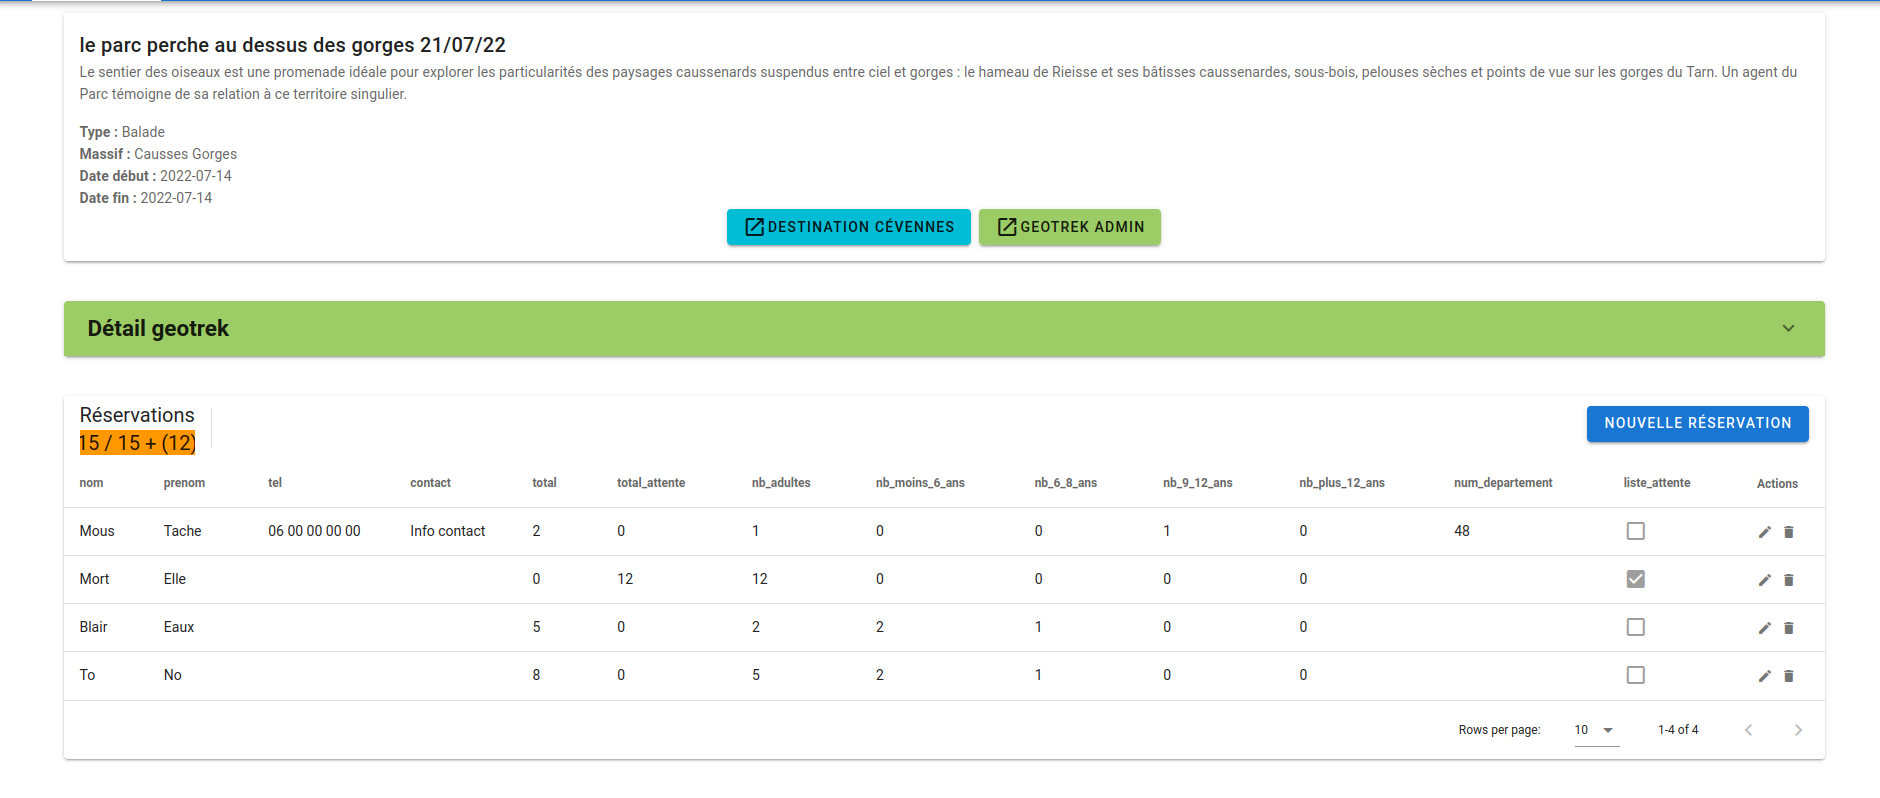 le parc perche au dessus des gorges 21/07/22
Le sentier des oiseaux est une promenade idéale pour explorer les particularités des paysages caussenards suspendus entre ciel et gorges : le hameau de Rieisse et ses bâtisses caussenardes, sous-bois, pelouses sèches et points de vue sur les gorges du Tarn. Un agent du
Parc témoigne de sa relation à ce territoire singulier.
Type : Balade
Massif : Causses Gorges
Date début : 2022-07-14
Date fin : 2022-07-14
DESTINATION CÉVENNES GEOTREK ADMIN
Détail geotrek
Réservations
15 / 15 + (12)
NOUVELLE RÉSERVATION
nom prenom tel contact total total_attente nb_adultes nb_moins_6_ans nb_6_8_ans nb_9_12_ans nb_plus_12_ans num_departement liste_attente Actions
Mous Tache 06 00 00 00 00 Info contact 2 0 1 0 0 1 0 48
Mort Elle 0 12 12 0 0 0 0
Blair Eaux 5 0 2 2 1 0 0
To No 8 0 5 2 1 0 0
Rows per page: 10 1-4 of 4